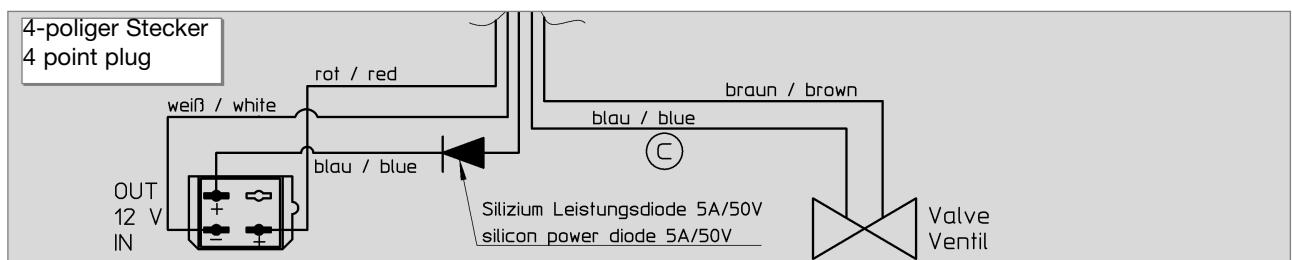 4-poliger Stecker
4 point plug
rot / red
weiß / white
braun / brown
blau / blue
C
blau / blue
OUT
12 V
IN
+
− +
Silizium Leistungsdiode 5A/50V
silicon power diode 5A/50V
Valve
Ventil